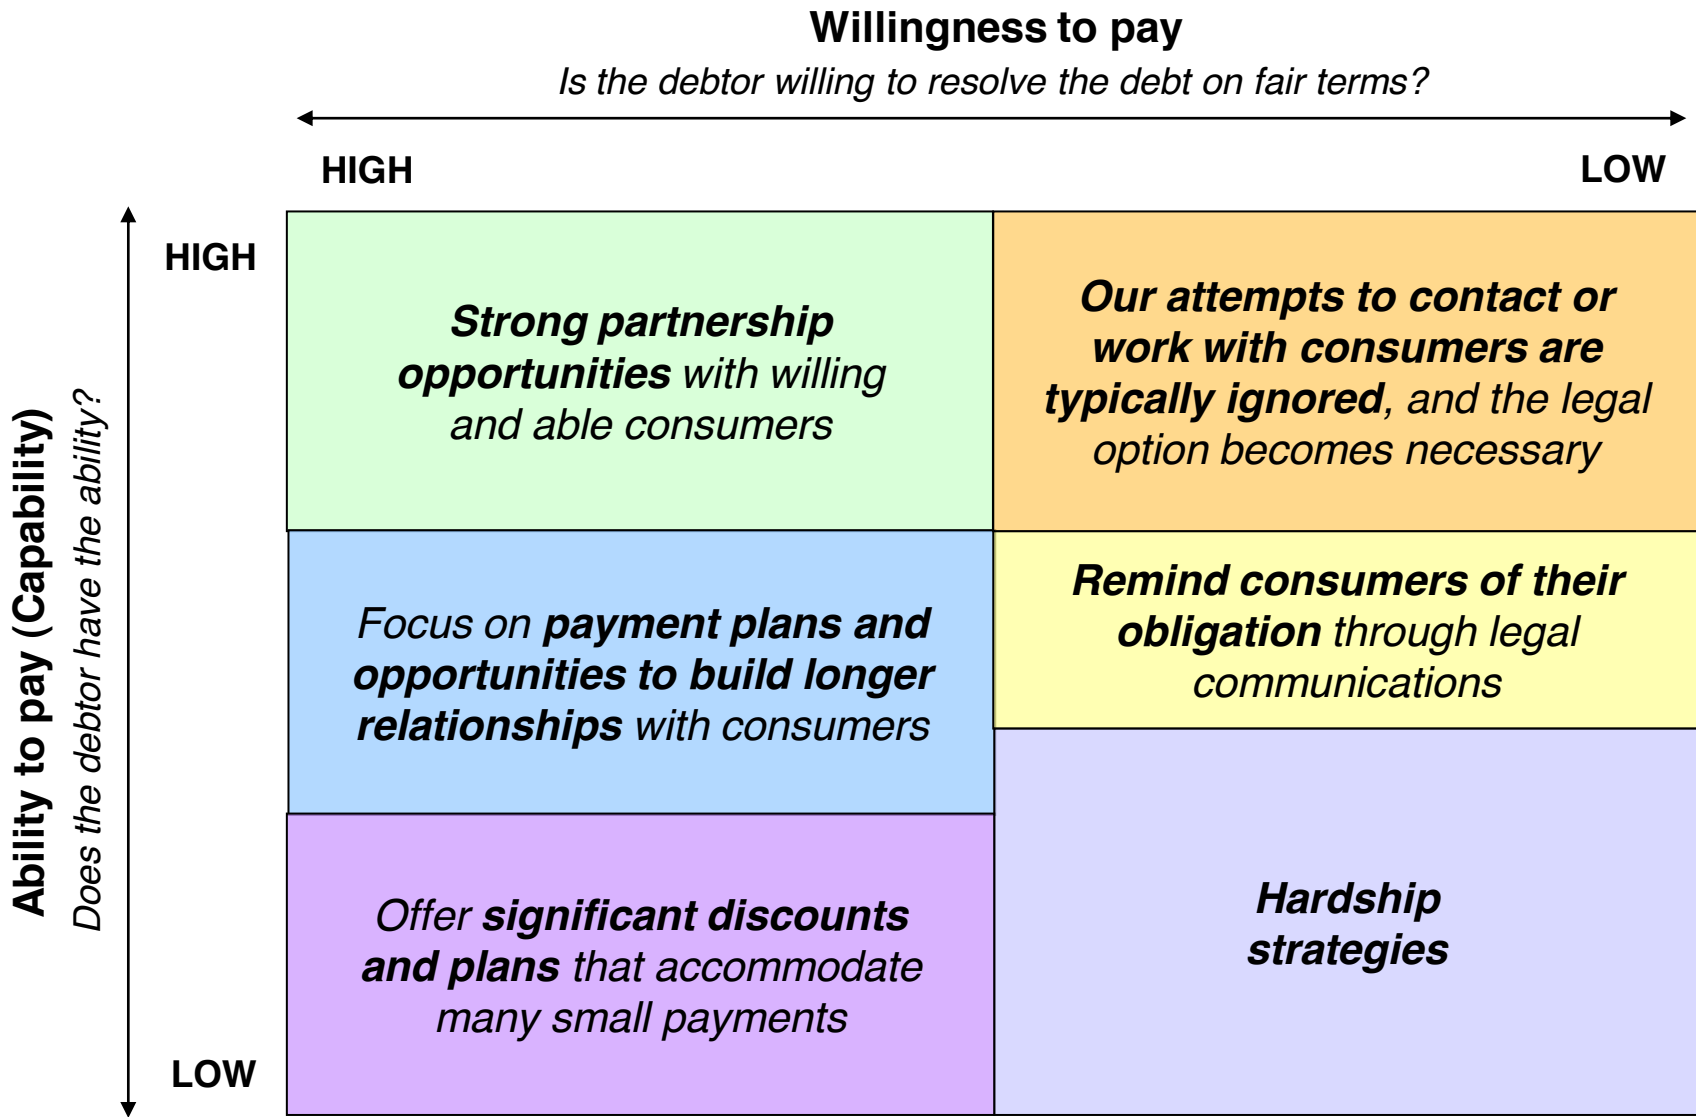 Willingness to pay
Is the debtor willing to resolve the debt on fair terms?
HIGH
LOW
Ability to pay (Capability)
Does the debtor have the ability?
HIGH
LOW
Strong partnership
opportunities with willing
and able consumers
Our attempts to contact or
work with consumers are
typically ignored, and the legal
option becomes necessary
Focus on payment plans and
opportunities to build longer
relationships with consumers
Remind consumers of their
obligation through legal
communications
Offer significant discounts
and plans that accommodate
many small payments
Hardship
strategies